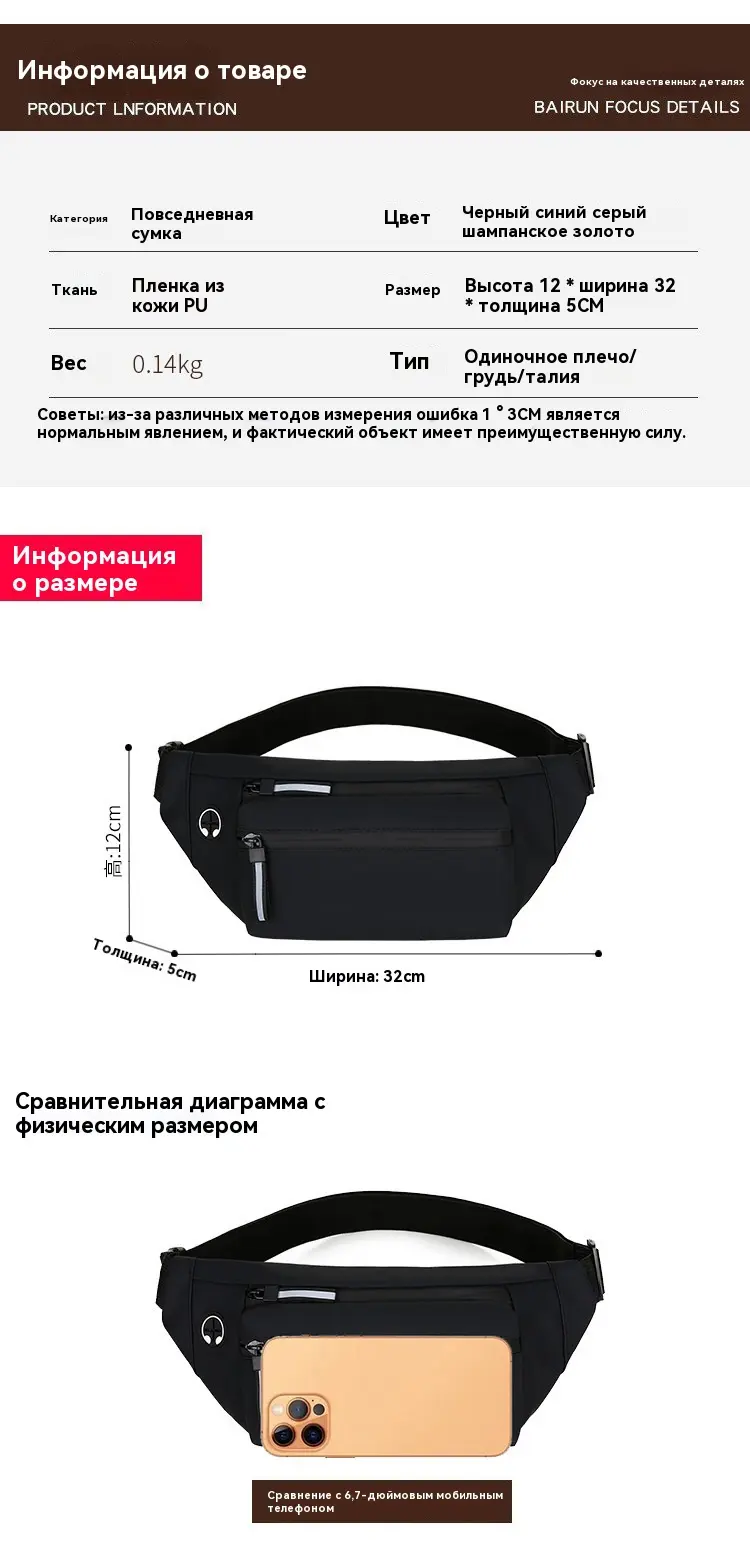 Информация о товаре
PRODUCT LNFORMATION
Фокус на качественных деталях
BAIRUN FOCUS DETAILS
Категория
Повседневная
сумка
Цвет
Черный синий серый
шампанское золото
Ткань
Пленка из
кожи PU
Размер
Высота 12 * ширина 32
* толщина 5CM
Вес
0.14kg
Тип
Одиночное плечо/
грудь/талия
Советы: из-за различных методов измерения ошибка 1 ° 3CM является
нормальным явлением, и фактический объект имеет преимущественную силу.
Информация
о размере
高:12cm
Толщина: 5cm
Ширина: 32cm
Сравнительная диаграмма с
физическим размером
Сравнение с 6,7-дюймовым мобильным
телефоном